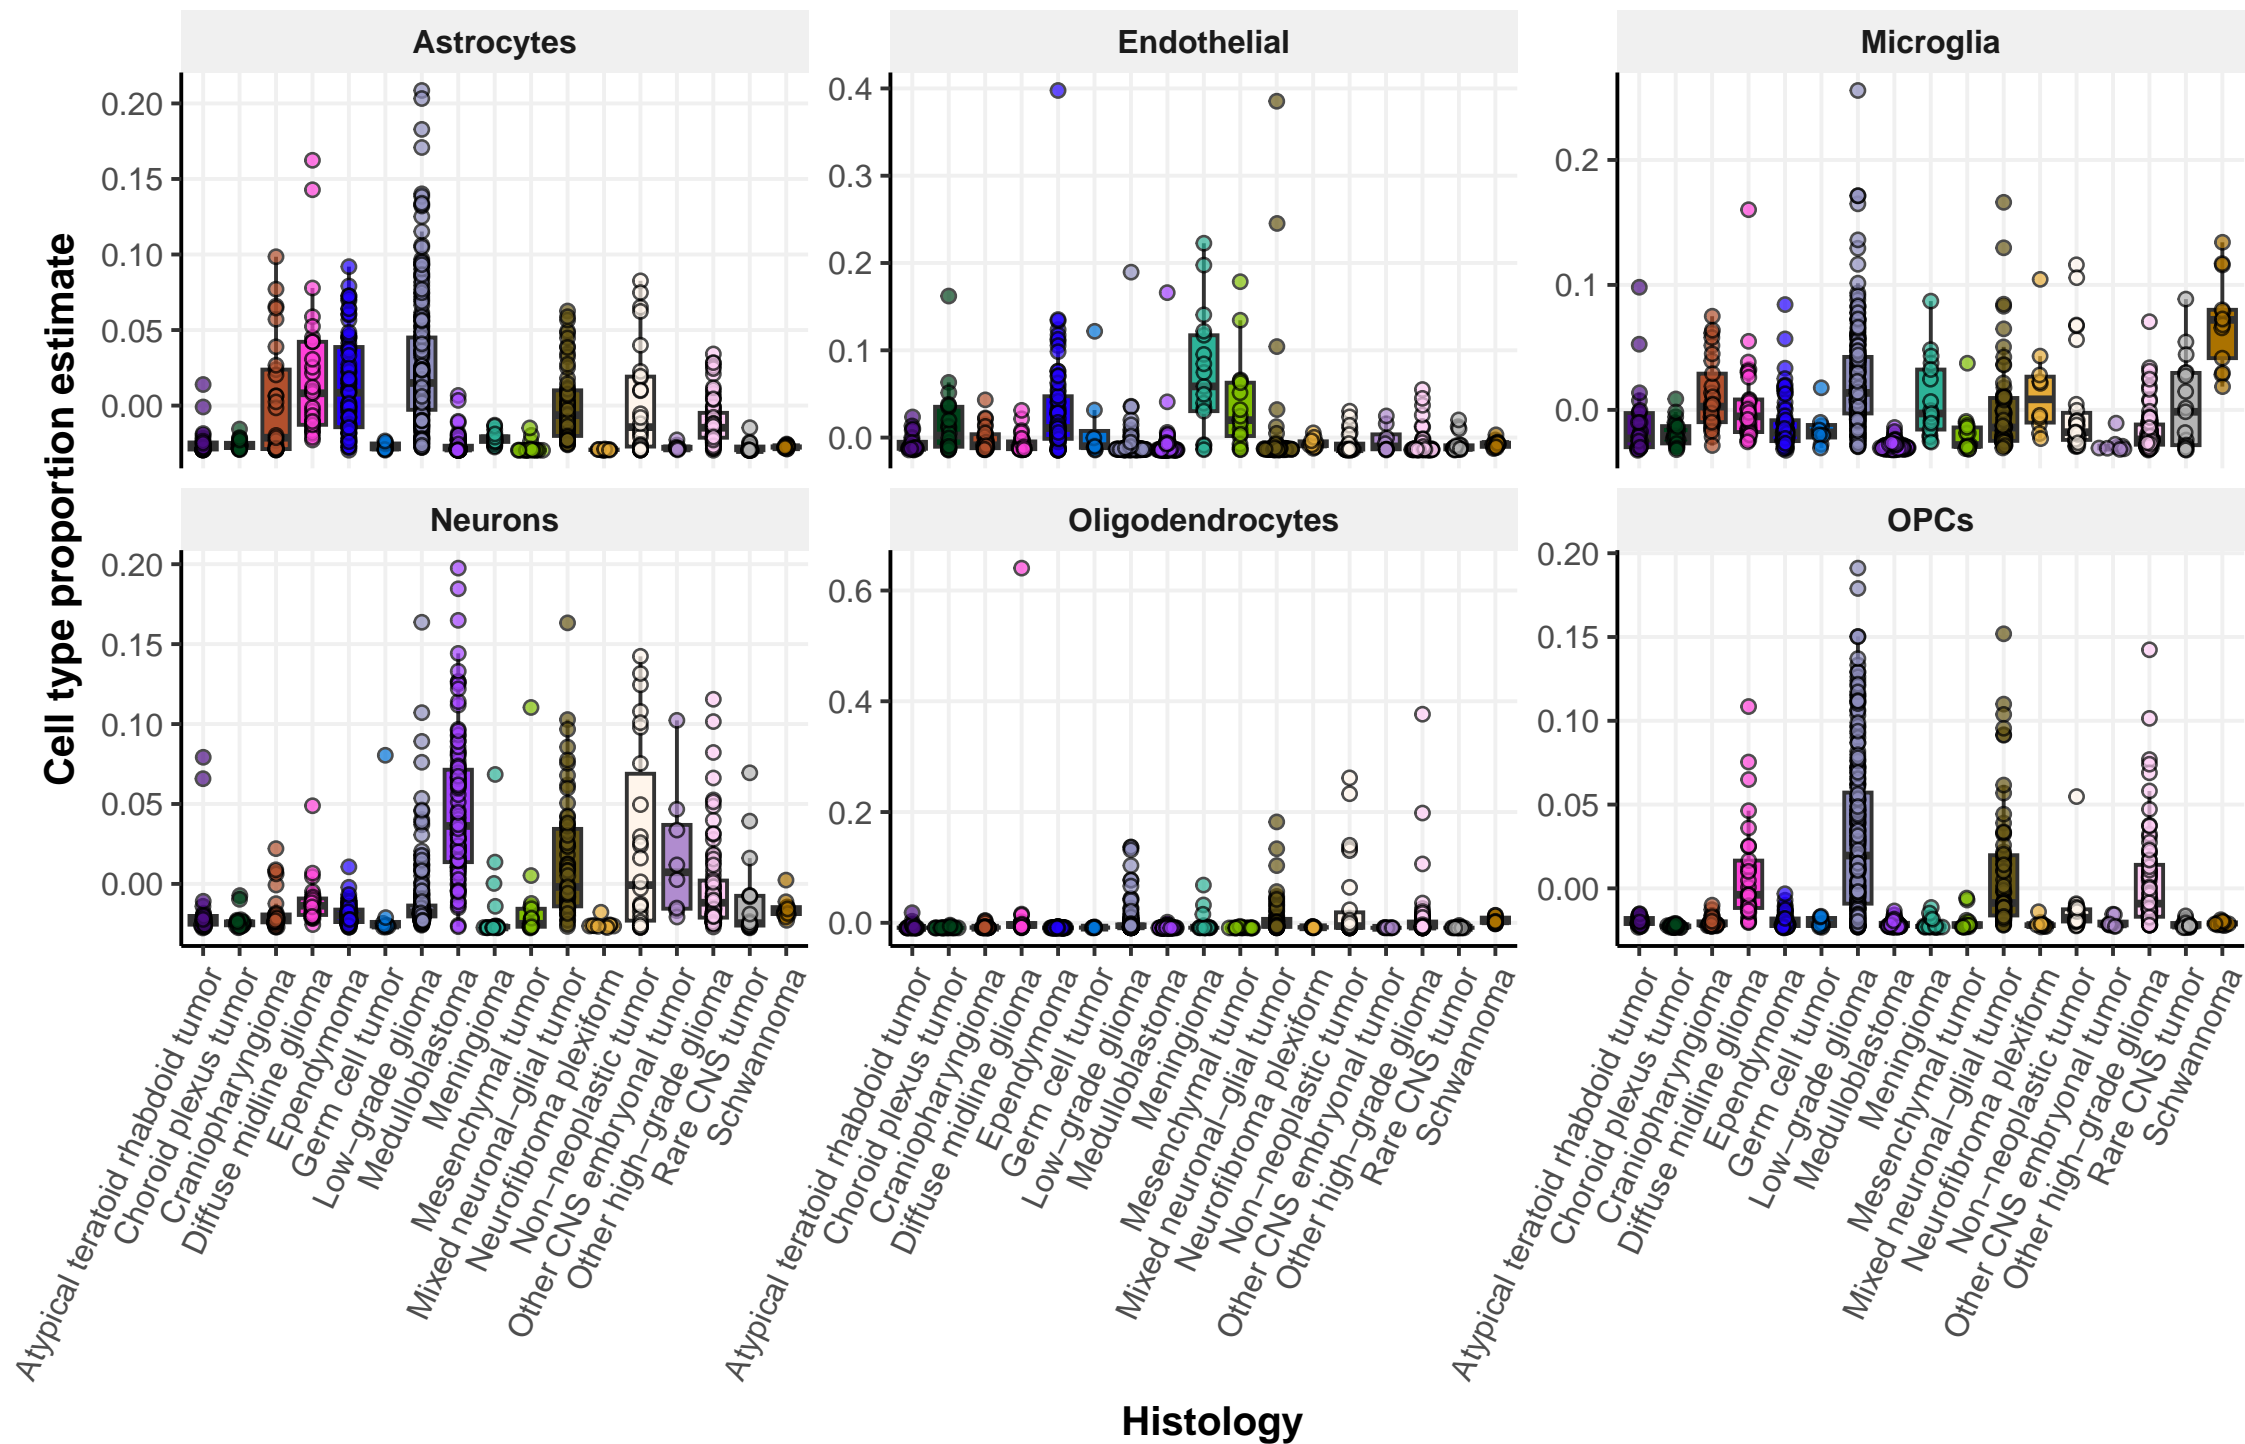 Astrocytes
Endothelial
Microglia
0.20
0.15
0.10
0.05
0.00
0.4
0.3
0.2
0.1
0.0
0.2
0.1
0.0
Cell type proportion estimate
Neurons
Oligodendrocytes
OPCs
0.20
0.15
0.10
0.05
0.00
0.6
0.4
0.2
0.0
0.20
0.15
0.10
0.05
0.00
Atypical teratoid rhabdoid tumor
Choroid plexus tumor
Craniopharyngioma
Diffuse midline glioma
Ependymoma
Germ cell tumor
Low−grade glioma
Medulloblastoma
Meningioma
Mesenchymal tumor
Mixed neuronal−glial tumor
Neurofibroma plexiform
Non−neoplastic tumor
Other CNS embryonal tumor
Other high−grade glioma
Rare CNS tumor
Schwannoma
Atypical teratoid rhabdoid tumor
Choroid plexus tumor
Craniopharyngioma
Diffuse midline glioma
Ependymoma
Germ cell tumor
Low−grade glioma
Medulloblastoma
Meningioma
Mesenchymal tumor
Mixed neuronal−glial tumor
Neurofibroma plexiform
Non−neoplastic tumor
Other CNS embryonal tumor
Other high−grade glioma
Rare CNS tumor
Schwannoma
Atypical teratoid rhabdoid tumor
Choroid plexus tumor
Craniopharyngioma
Diffuse midline glioma
Ependymoma
Germ cell tumor
Low−grade glioma
Medulloblastoma
Meningioma
Mesenchymal tumor
Mixed neuronal−glial tumor
Neurofibroma plexiform
Non−neoplastic tumor
Other CNS embryonal tumor
Other high−grade glioma
Rare CNS tumor
Schwannoma
Histology